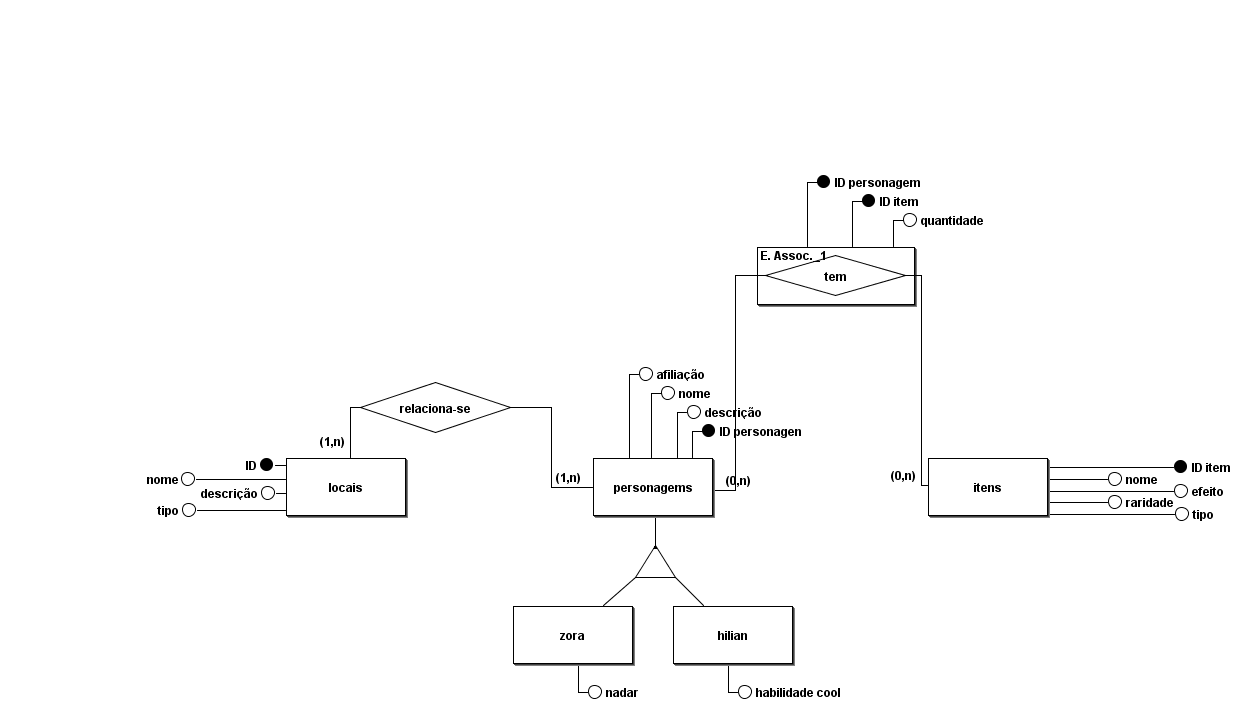 ID personagem
ID item
quantidade
E. Assoc._1
tem
afiliação
nome
relaciona-se
descrição
ID personagen
(1,n)
ID
nome
descrição
tipo
locais
(1,n)
personagems
(0,n)
(0,n)
itens
ID item
nome
efeito
raridade
tipo
zora
hilian
nadar
habilidade cool